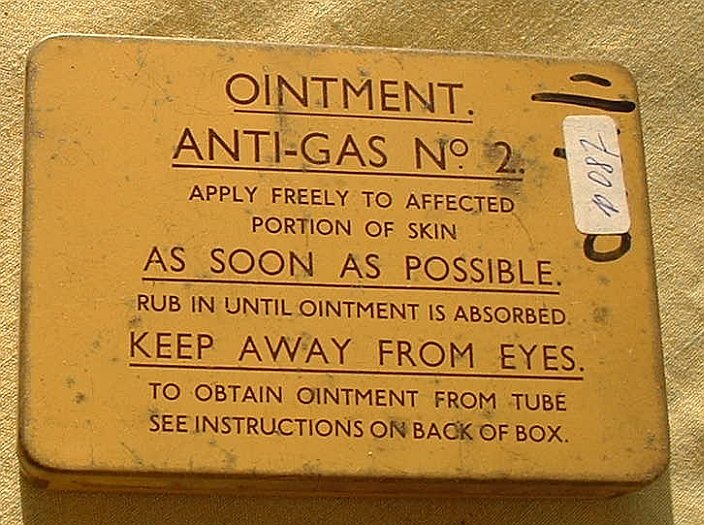 OINTMENT.
ANTI-GAS Nº 2.
APPLY FREELY TO AFFECTED
PORTION OF SKIN
AS SOON AS POSSIBLE.
RUB IN UNTIL OINTMENT IS ABSORBED.
KEEP AWAY FROM EYES.
TO OBTAIN OINTMENT FROM TUBE
SEE INSTRUCTIONS ON BACK OF BOX.